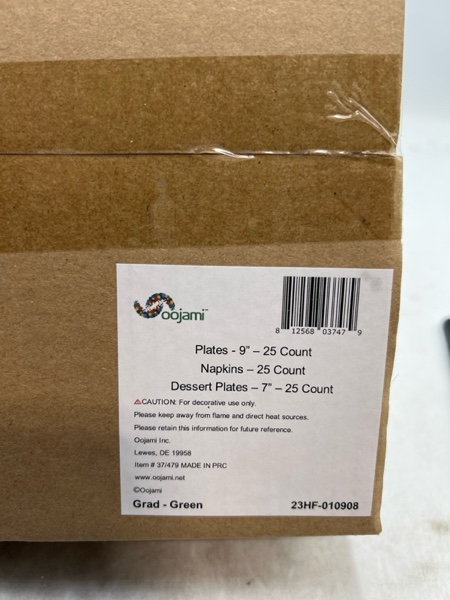 oojami™
8 12568 03747 9
Plates - 9” – 25 Count
Napkins – 25 Count
Dessert Plates – 7” – 25 Count
⚠CAUTION: For decorative use only.
Please keep away from flame and direct heat sources.
Please retain this information for future reference.
Oojami Inc.
Lewes, DE 19958
Item # 37/479 MADE IN PRC
www.oojami.net
©Oojami
Grad - Green 23HF-010908